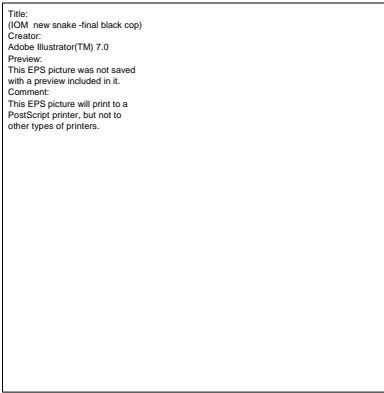 Title:
(IOM  new snake -final black cop)
Creator:
Adobe Illustrator(TM) 7.0
Preview:
This EPS picture was not saved
with a preview included in it.
Comment:
This EPS picture will print to a
PostScript printer, but not to
other types of printers.